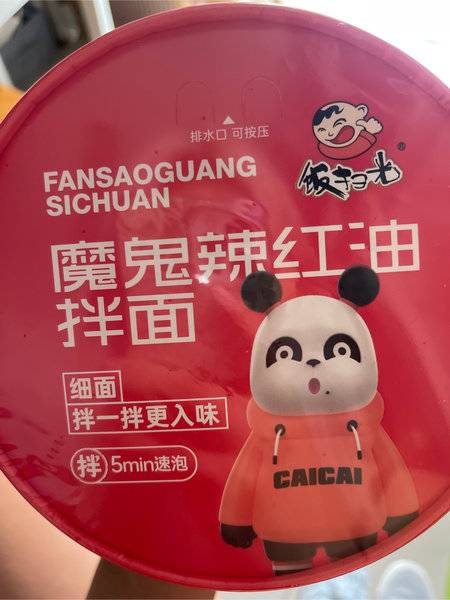 排水口 可按压
饭扫光
®
FANSAOGUANG
SICHUAN
魔鬼辣红油
拌面
细面
拌一拌更入味
拌 5min速泡
CAICAI